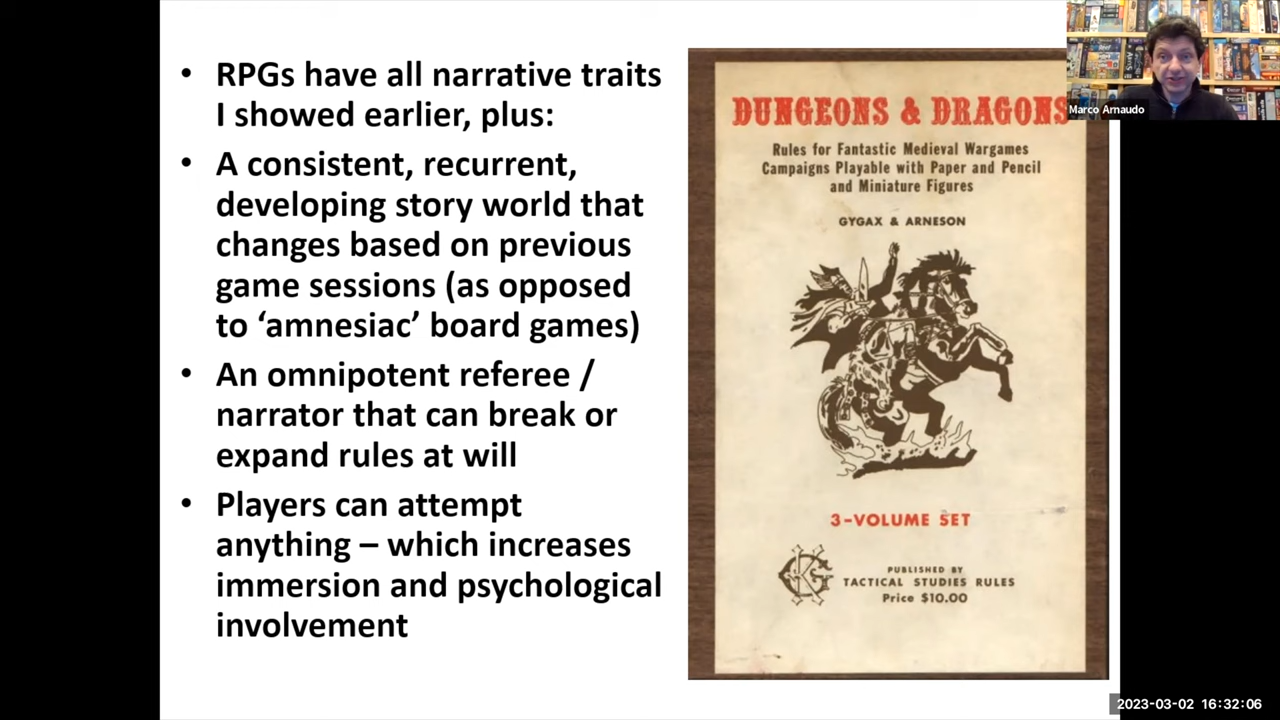 • RPGs have all narrative traits
I showed earlier, plus:
• A consistent, recurrent,
developing story world that
changes based on previous
game sessions (as opposed
to ‘amnesiac’ board games)
• An omnipotent referee /
narrator that can break or
expand rules at will
• Players can attempt
anything – which increases
immersion and psychological
involvement
DUNGEONS & DRAGONS
Rules for Fantastic Medieval Wargames
Campaigns Playable with Paper and Pencil
and Miniature Figures
GYGAX & ARNESON
3-VOLUME SET
GK
PUBLISHED BY
TACTICAL STUDIES RULES
Price $10.00
Marco Arnaudo
2023-03-02 16:32:06